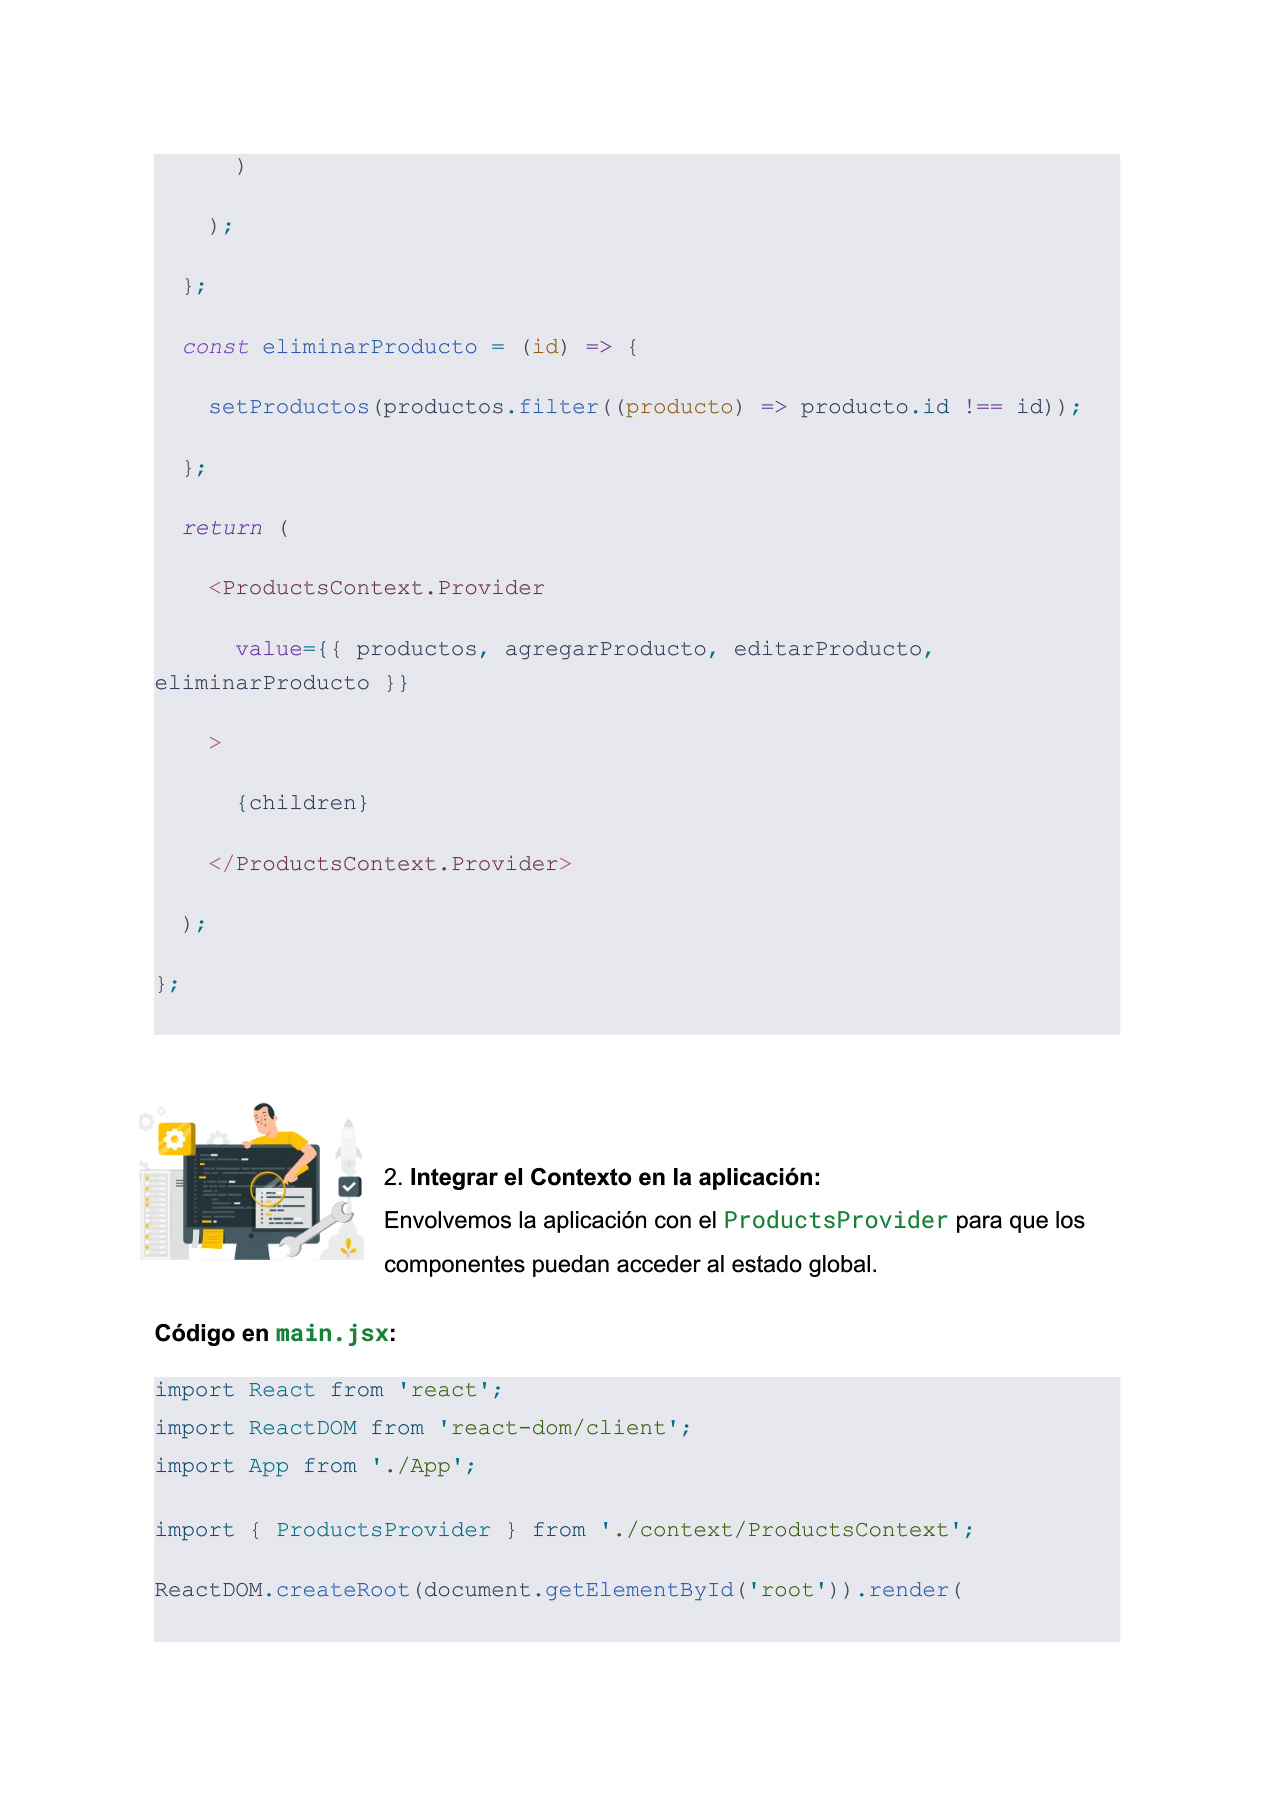 )
    );
  };
  const eliminarProducto = (id) => {
    setProductos(productos.filter((producto) => producto.id !== id));
  };
  return (
    <ProductsContext.Provider
      value={{ productos, agregarProducto, editarProducto,
eliminarProducto }}
    >
      {children}
    </ProductsContext.Provider>
  );
};
2. Integrar el Contexto en la aplicación:
Envolvemos la aplicación con el ProductsProvider para que los
componentes puedan acceder al estado global.
Código en main.jsx:
import React from 'react';
import ReactDOM from 'react-dom/client';
import App from './App';
import { ProductsProvider } from './context/ProductsContext';
ReactDOM.createRoot(document.getElementById('root')).render(